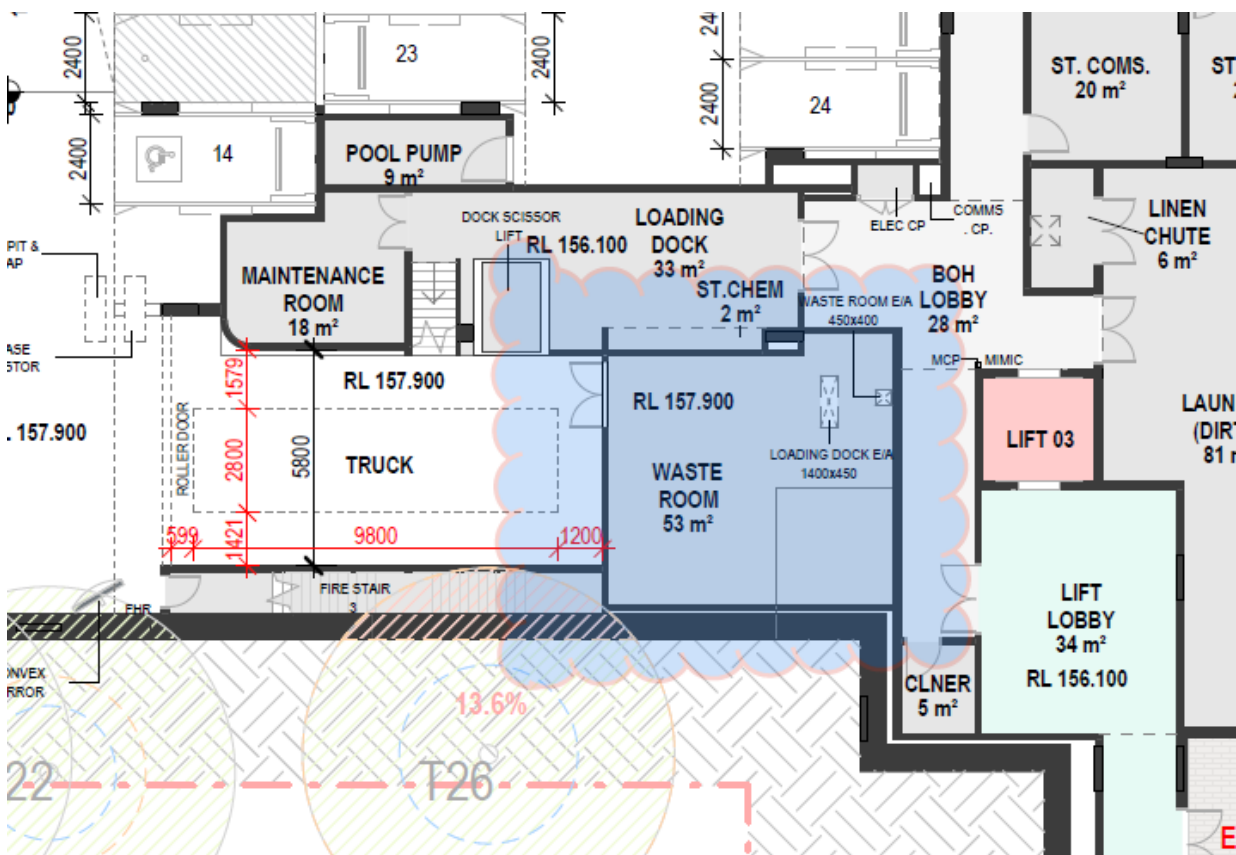 2400
23
2400
24
2400
2400
14
2400
POOL PUMP
9 m²
ST. COMS.
20 m²
ST
ELEC CP
COMMS
. CP.
LINEN
CHUTE
6 m²
DOCK SCISSOR
LIFT
RL 156.100
LOADING
DOCK
33 m²
PIT &
MAINTENANCE
ROOM
18 m²
ST.CHEM
2 m²
WASTE ROOM E/A
450x400
BOH
LOBBY
28 m²
MCP
MIMIC
RL 157.900
157.900
ROLLER DOOR
1579
2800
1421
5800
TRUCK
599
9800
1200
RL 157.900
LOADING DOCK E/A
1400x450
WASTE
ROOM
53 m²
LIFT 03
LAUN
(DIRT
81 m
FIRE STAIR
3
FHR
LIFT
LOBBY
34 m²
RL 156.100
CLNER
5 m²
13.6%
T26
22
E